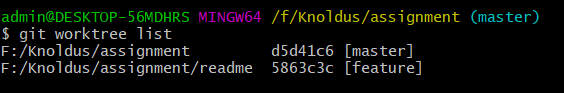 admin@DESKTOP-56MDHRS MINGW64 /f/Knoldus/assignment (master)
$ git worktree list
F:/Knoldus/assignment         d5d41c6 [master]
F:/Knoldus/assignment/readme  5863c3c [feature]